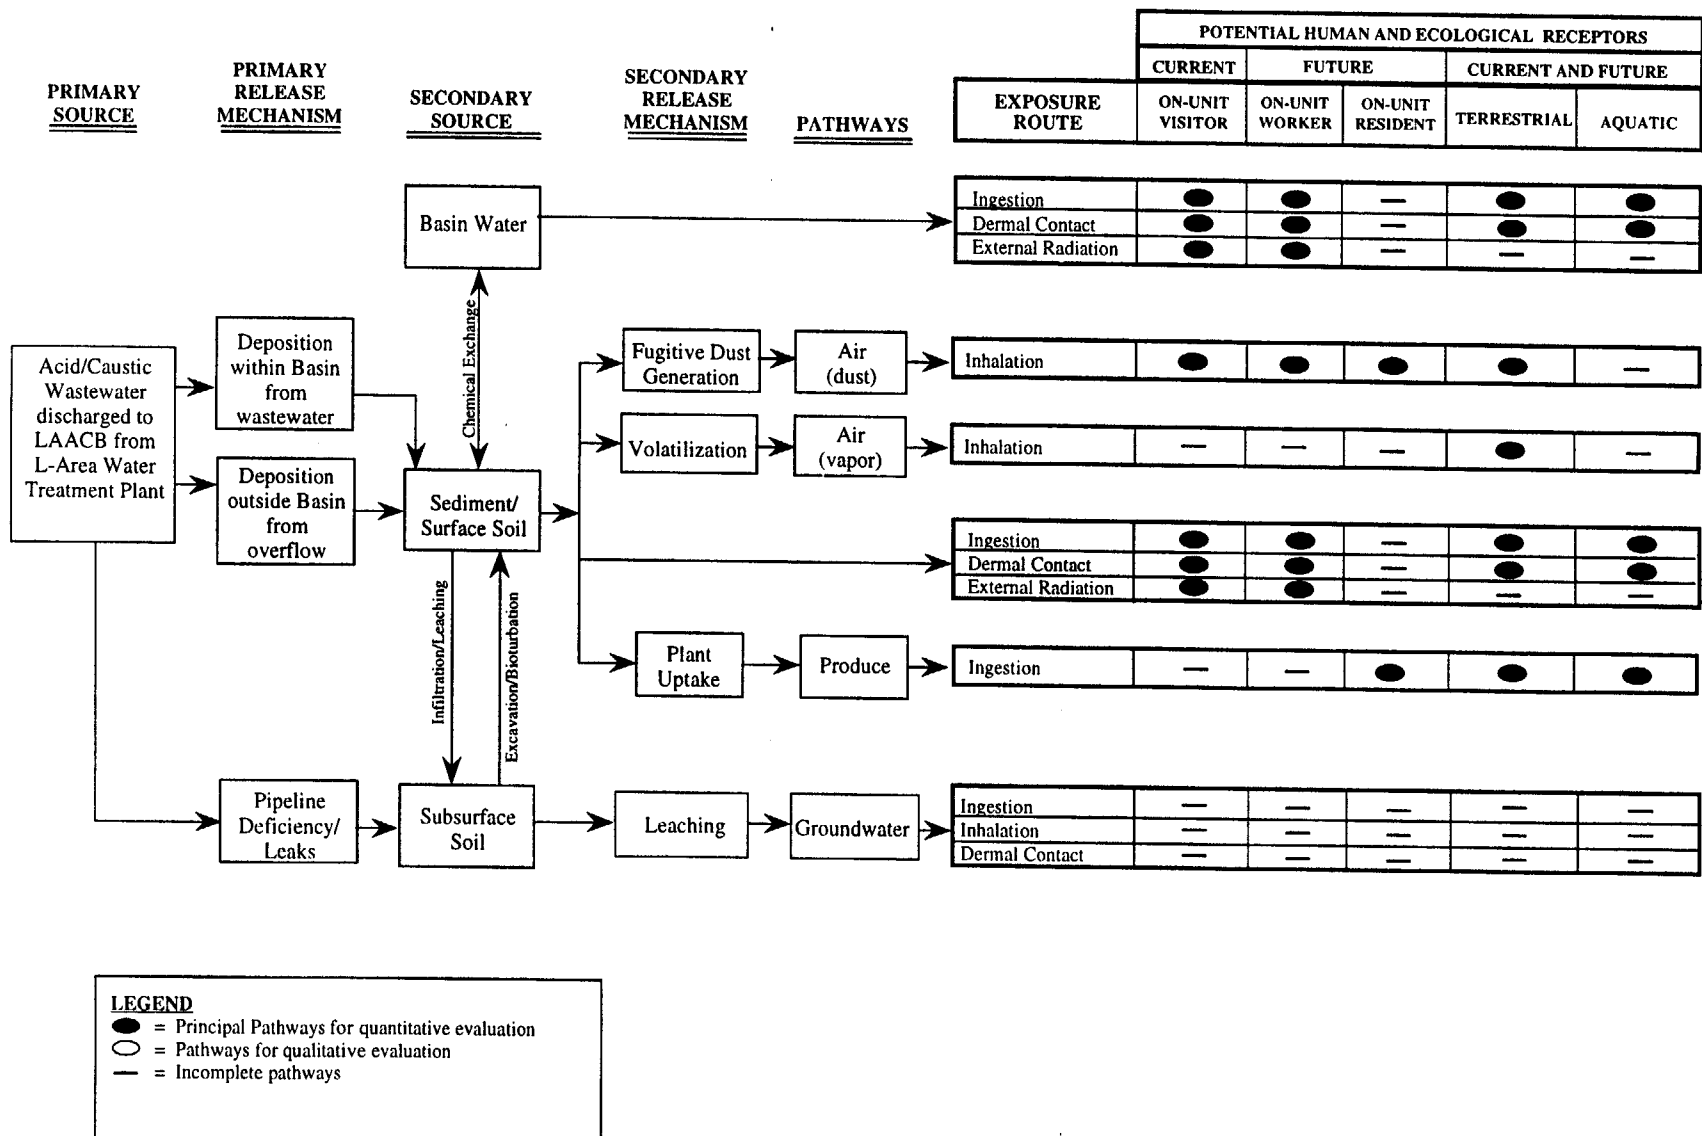 POTENTIAL HUMAN AND ECOLOGICAL RECEPTORS
CURRENT
FUTURE
CURRENT AND FUTURE
PRIMARY
SOURCE
PRIMARY
RELEASE
MECHANISM
SECONDARY
SOURCE
SECONDARY
RELEASE
MECHANISM
PATHWAYS
EXPOSURE
ROUTE
ON-UNIT
VISITOR
ON-UNIT
WORKER
ON-UNIT
RESIDENT
TERRESTRIAL
AQUATIC
Basin Water
Ingestion
— —
Dermal Contact
—
External Radiation
— — —
Chemical Exchange
Acid/Caustic
Wastewater
discharged to
LAACB from
L-Area Water
Treatment Plant
Deposition
within Basin
from
wastewater
Deposition
outside Basin
from
overflow
Sediment/
Surface Soil
Fugitive Dust
Generation
Air
(dust)
Inhalation
—
Volatilization
Air
(vapor)
Inhalation
— — — —
Ingestion
—
Dermal Contact
—
External Radiation
— — —
Infiltration/Leaching
Excavation/Bioturbation
Plant
Uptake
Produce
Ingestion
— —
Pipeline
Deficiency/
Leaks
Subsurface
Soil
Leaching
Groundwater
Ingestion
— — — — —
Inhalation
— — — — —
Dermal Contact
— — — — —
LEGEND
= Principal Pathways for quantitative evaluation
= Pathways for qualitative evaluation
— = Incomplete pathways